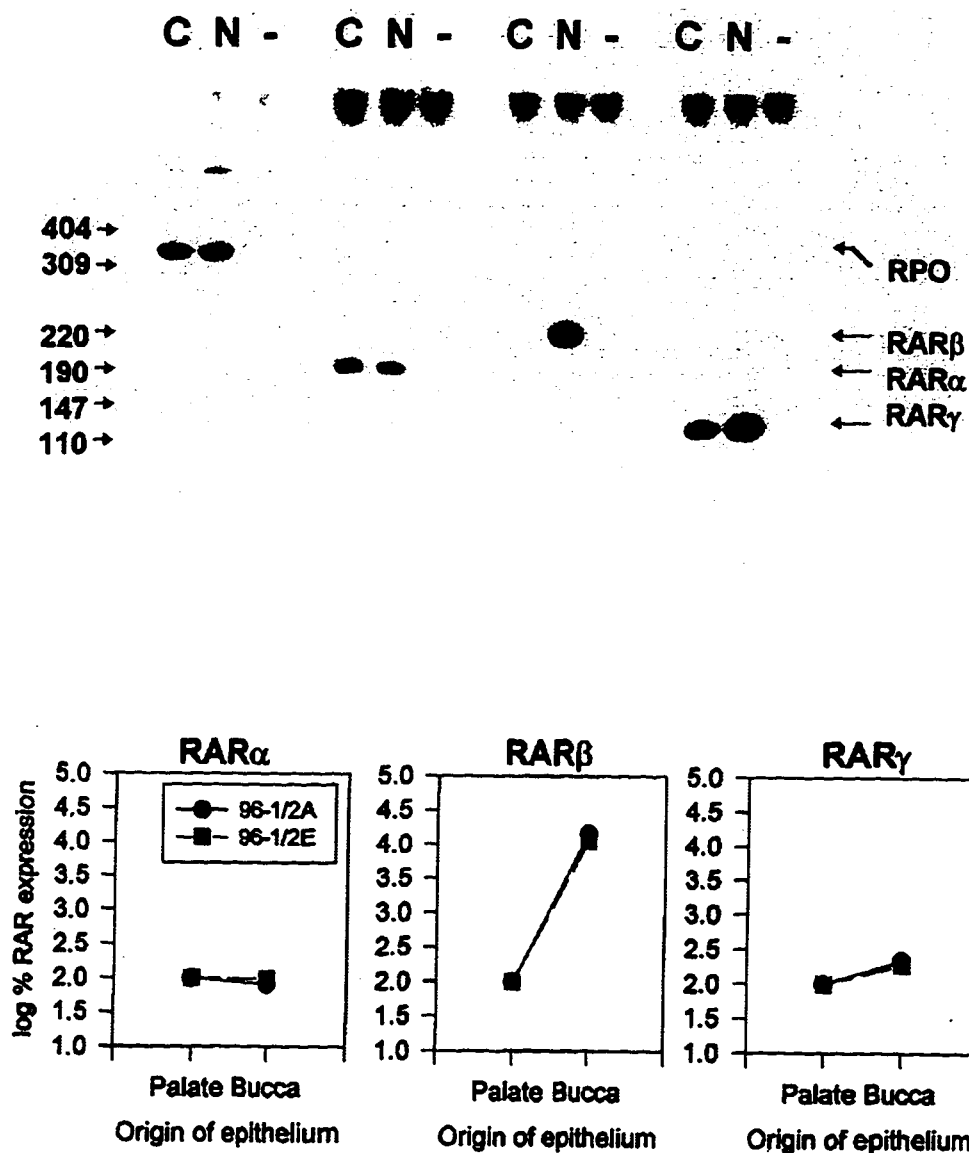 C N - C N - C N - C N -
404→
309→
220→
190→
147→
110→
RPO
RARβ
RARα
RARγ
RARα RARβ RARγ
log % RAR expression
5.0 5.0 5.0
4.5 4.5 4.5
4.0 4.0 4.0
3.5 3.5 3.5
3.0 3.0 3.0
2.5 2.5 2.5
2.0 2.0 2.0
1.5 1.5 1.5
1.0 1.0 1.0
96-1/2A
96-1/2E
Palate Bucca Palate Bucca Palate Bucca
Origin of epithelium Origin of epithelium Origin of epithelium